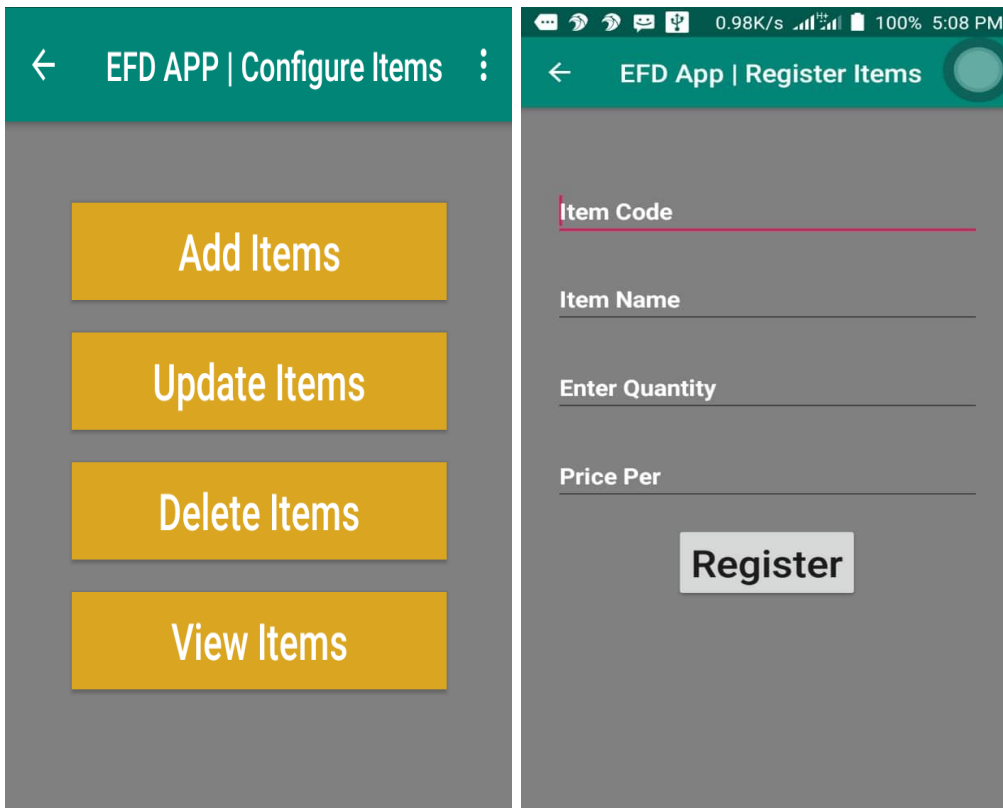 EFD APP | Configure Items
Add Items
Update Items
Delete Items
View Items
0.98K/s 100% 5:08 PM
EFD App | Register Items
Item Code
Item Name
Enter Quantity
Price Per
Register